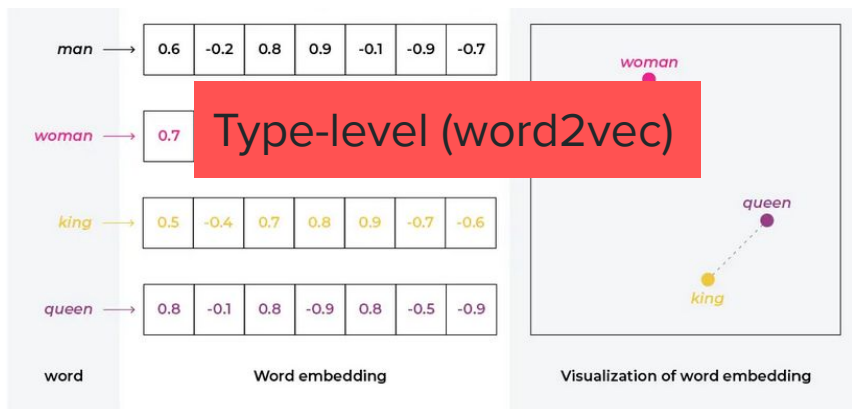 man 0.6 -0.2 0.8 0.9 -0.1 -0.9 -0.7
woman 0.7
king 0.5 -0.4 0.7 0.8 0.9 -0.7 -0.6
queen 0.8 -0.1 0.8 -0.9 0.8 -0.5 -0.9
word
Word embedding
Type-level (word2vec)
woman
queen
king
Visualization of word embedding